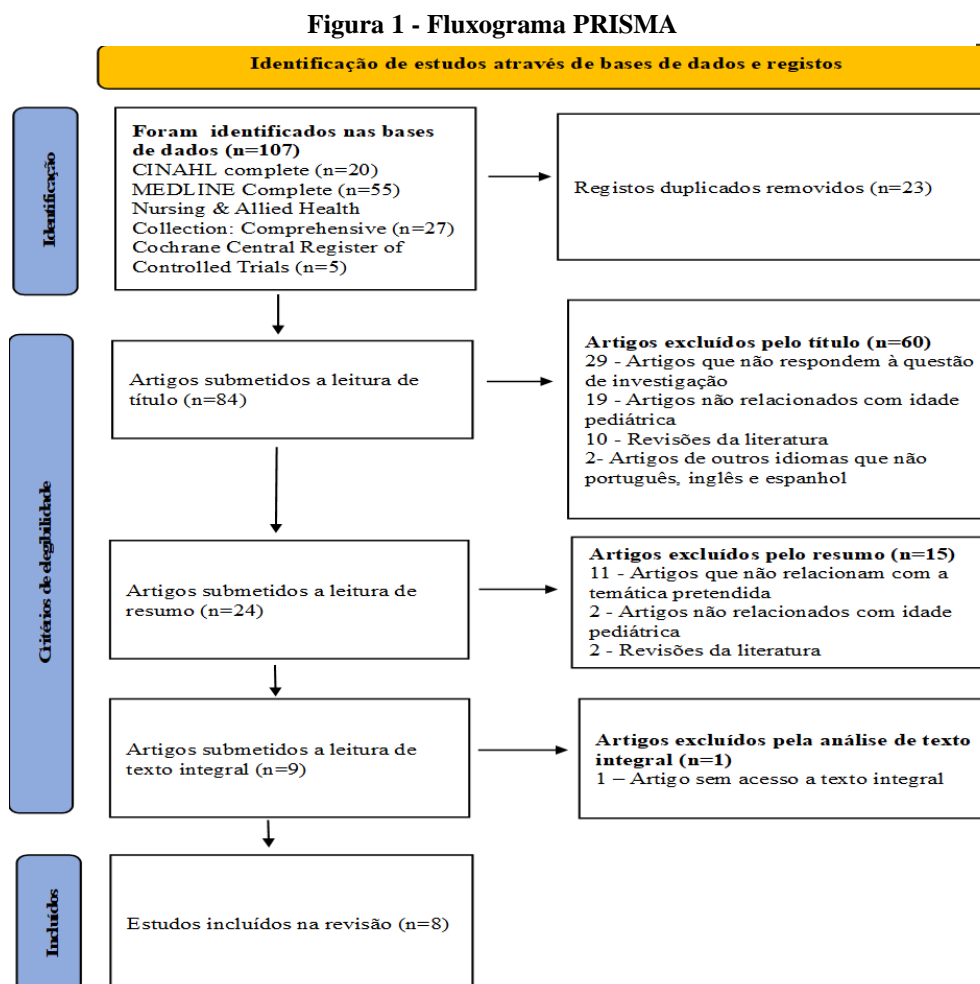 Figura 1 - Fluxograma PRISMA
Identificação de estudos através de bases de dados e registos
Identificação
Foram identificados nas bases
de dados (n=107)
CINAHL complete (n=20)
MEDLINE Complete (n=55)
Nursing & Allied Health
Collection: Comprehensive (n=27)
Cochrane Central Register of
Controlled Trials (n=5)
Registos duplicados removidos (n=23)
Critérios de elegibilidade
Artigos submetidos a leitura de
título (n=84)
Artigos excluídos pelo título (n=60)
29 - Artigos que não respondem à questão
de investigação
19 - Artigos não relacionados com idade
pediátrica
10 - Revisões da literatura
2- Artigos de outros idiomas que não
português, inglês e espanhol
Artigos submetidos a leitura de
resumo (n=24)
Artigos excluídos pelo resumo (n=15)
11 - Artigos que não relacionam com a
temática pretendida
2 - Artigos não relacionados com idade
pediátrica
2 - Revisões da literatura
Artigos submetidos a leitura de
texto integral (n=9)
Artigos excluídos pela análise de texto
integral (n=1)
1 – Artigo sem acesso a texto integral
Incluídos
Estudos incluídos na revisão (n=8)